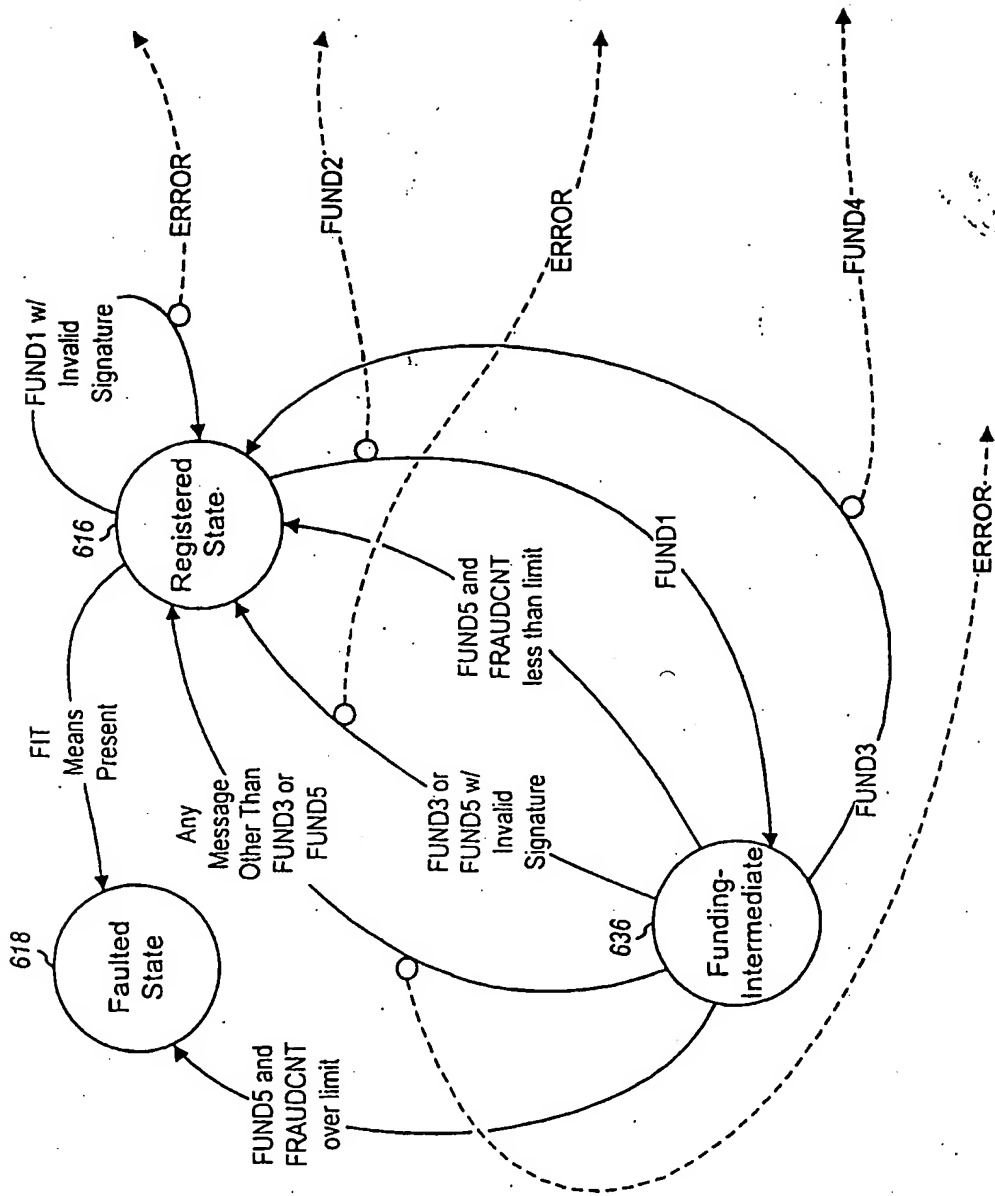 618
Faulted
State
FIT
Means
Present
616
Registered
State
FUND1 w/
Invalid
Signature
ERROR
FUND2
ERROR
FUND4
ERROR
FUND5 and
FRAUDCNT
over limit
Any
Message
Other Than
FUND3 or
FUND5
FUND3 or
FUND5 w/
Invalid
Signature
FUND5 and
FRAUDCNT
less than limit
FUND1
FUND3
636
Funding-
Intermediate